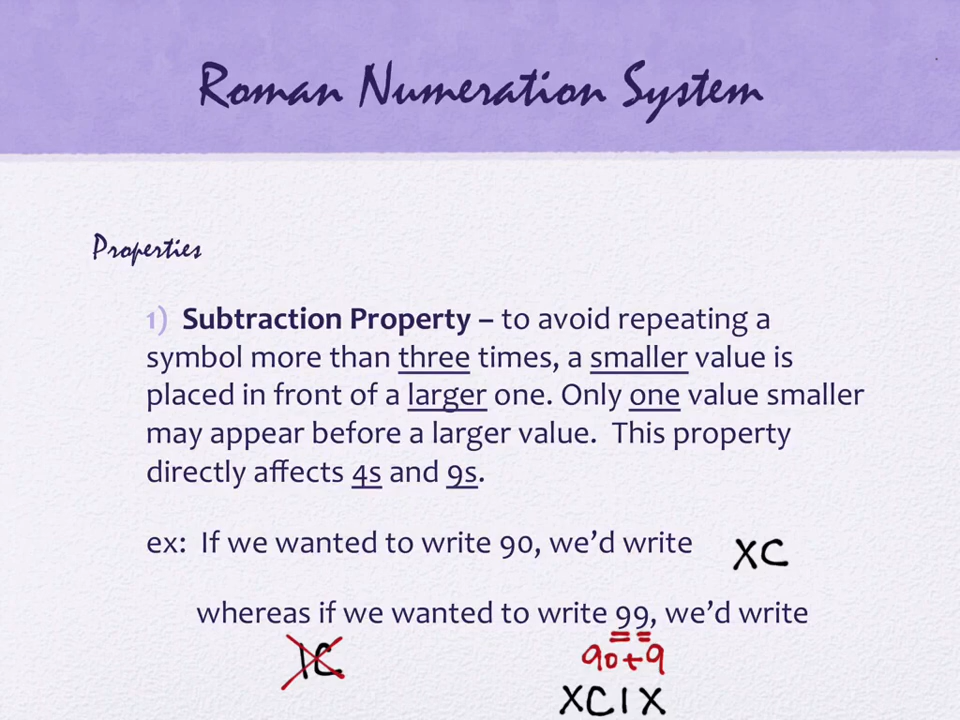 Roman Numeration System
Properties
1) Subtraction Property – to avoid repeating a
symbol more than three times, a smaller value is
placed in front of a larger one. Only one value smaller
may appear before a larger value. This property
directly affects 4s and 9s.
ex: If we wanted to write 90, we'd write XC
whereas if we wanted to write 99, we'd write
IC
90+9
XCIX